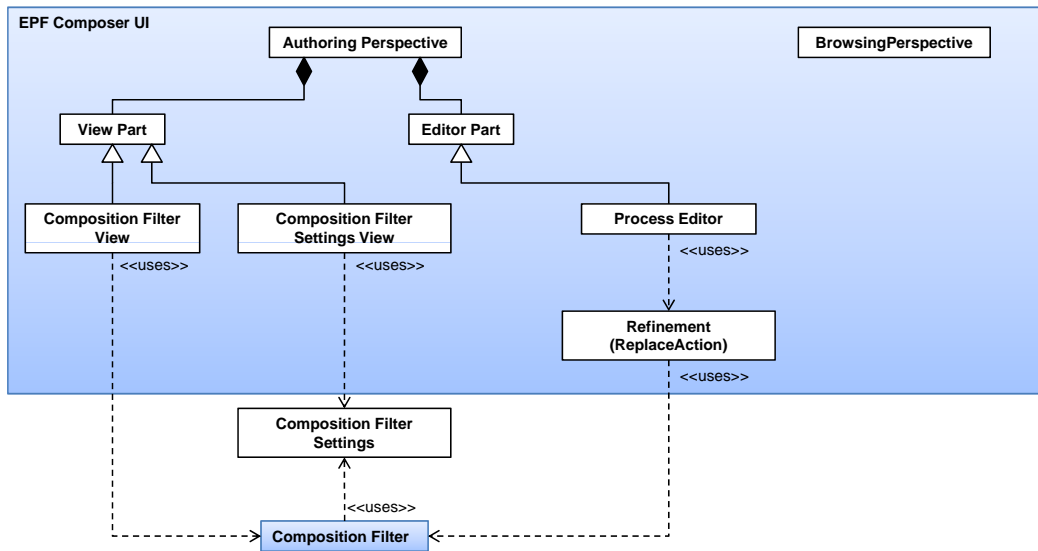 EPF Composer UI
Authoring Perspective
BrowsingPerspective
View Part
Editor Part
Composition Filter
View
Composition Filter
Settings View
Process Editor
<<uses>>
<<uses>>
<<uses>>
Refinement
(ReplaceAction)
<<uses>>
Composition Filter
Settings
<<uses>>
Composition Filter